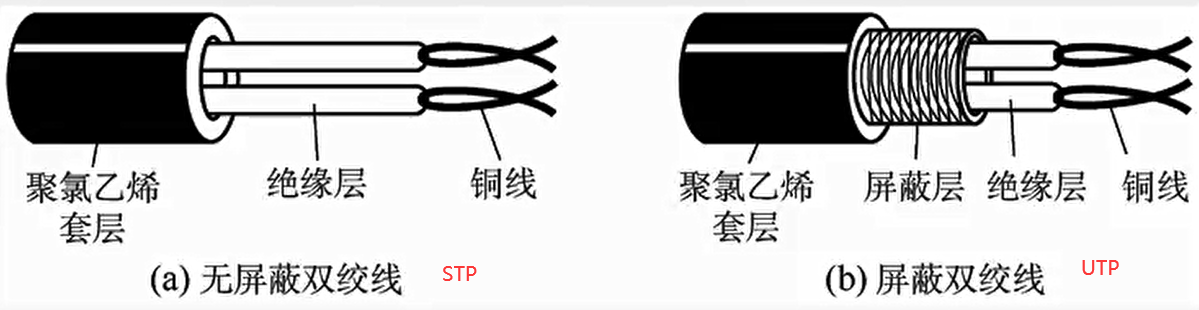 聚氯乙烯
套层
绝缘层
铜线
(a) 无屏蔽双绞线
STP
聚氯乙烯
套层
屏蔽层
绝缘层
铜线
(b) 屏蔽双绞线
UTP